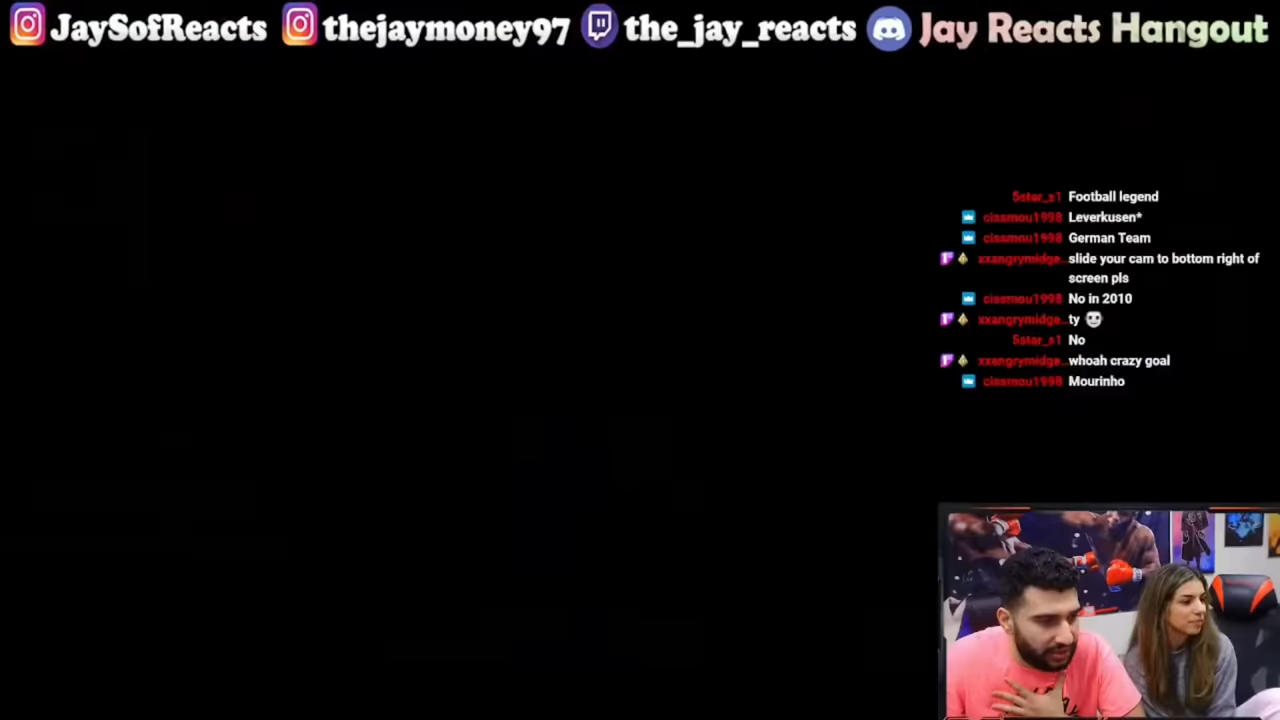 JaySofReacts thejaymoney97 the_jay_reacts Jay Reacts Hangout
5star_s1 Football legend
cissmou1998 Leverkusen*
cissmou1998 German Team
xxangrymidge... slide your cam to bottom right of
screen pls
cissmou1998 No in 2010
xxangrymidge... ty
5star_s1 No
xxangrymidge... whoah crazy goal
cissmou1998 Mourinho